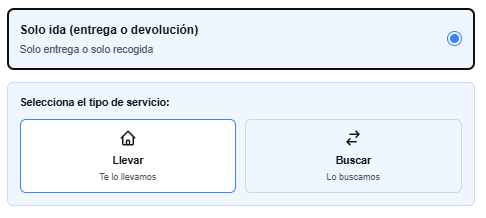 Solo ida (entrega o devolución)
Solo entrega o solo recogida
Selecciona el tipo de servicio:
Llevar
Te lo llevamos
Buscar
Lo buscamos